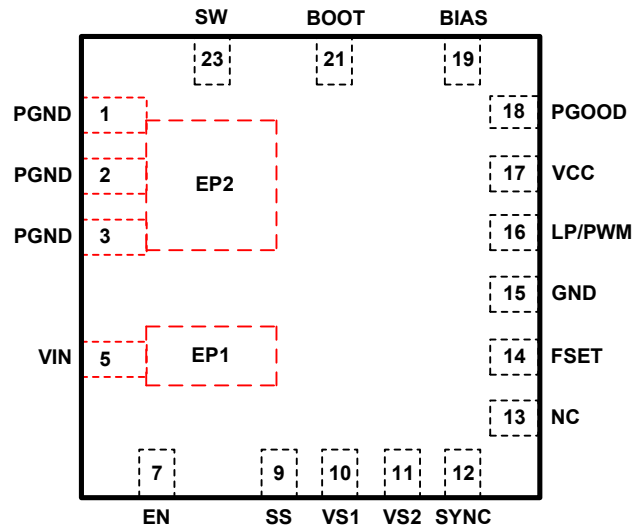 SW BOOT BIAS
23 21 19
PGND 1 18 PGOOD
PGND 2 EP2 17 VCC
PGND 3 16 LP/PWM
15 GND
VIN 5 EP1 14 FSET
13 NC
7 9 10 11 12
EN SS VS1 VS2 SYNC